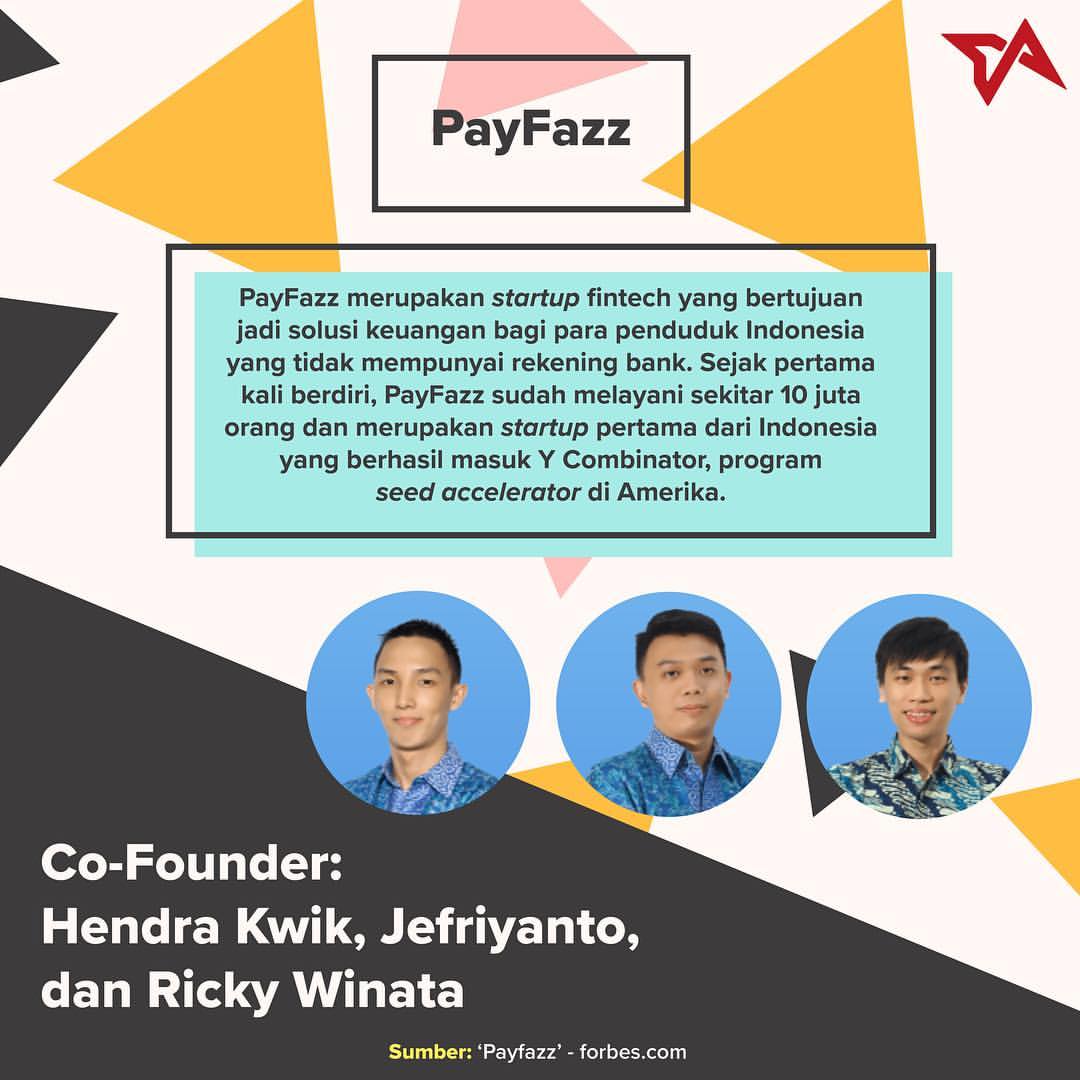 PayFazz
PayFazz merupakan startup fintech yang bertujuan
jadi solusi keuangan bagi para penduduk Indonesia
yang tidak mempunyai rekening bank. Sejak pertama
kali berdiri, PayFazz sudah melayani sekitar 10 juta
orang dan merupakan startup pertama dari Indonesia
yang berhasil masuk Y Combinator, program
seed accelerator di Amerika.
Co-Founder:
Hendra Kwik, Jefriyanto,
dan Ricky Winata
Sumber: ‘Payfazz’ - forbes.com